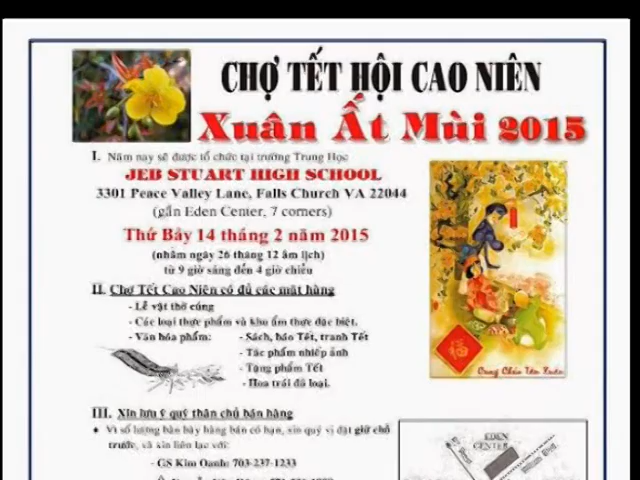 CHỢ TẾT HỘI CAO NIÊN
Xuân Ất Mùi 2015
I. Năm nay sẽ được tổ chức tại trường Trung Học
JEB STUART HIGH SCHOOL
3301 Peace Valley Lane, Falls Church VA 22044
(gần Eden Center, 7 corners)
Thứ Bảy 14 tháng 2 năm 2015
(nhằm ngày 26 tháng 12 âm lịch)
từ 9 giờ sáng đến 4 giờ chiều
II. Chợ Tết Cao Niên có đủ các mặt hàng
- Lễ vật thờ cúng
- Các loại thực phẩm và khu ẩm thực đặc biệt.
- Văn hóa phẩm: - Sách, báo Tết, tranh Tết
- Tác phẩm nhiếp ảnh
- Tặng phẩm Tết
- Hoa trái đủ loại.
福
Cung Chúc Tân Xuân
III. Xin lưu ý quý thân chủ bán hàng
♦ Vì số lượng bàn bày hàng bán có hạn, xin quý vị đặt giữ chỗ
trước, và xin liên lạc với:
- GS Kim Oanh: 703-237-1233
EDEN
CENTER